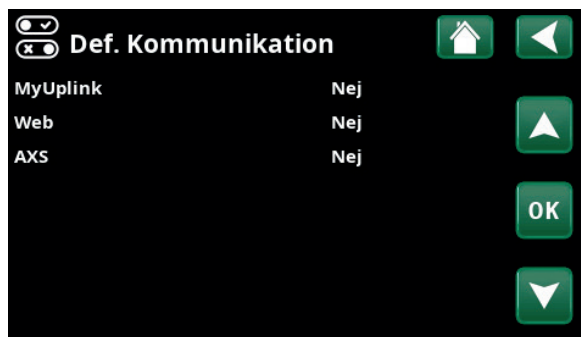 Def. Kommunikation
MyUplink Nej
Web Nej
AXS Nej
OK